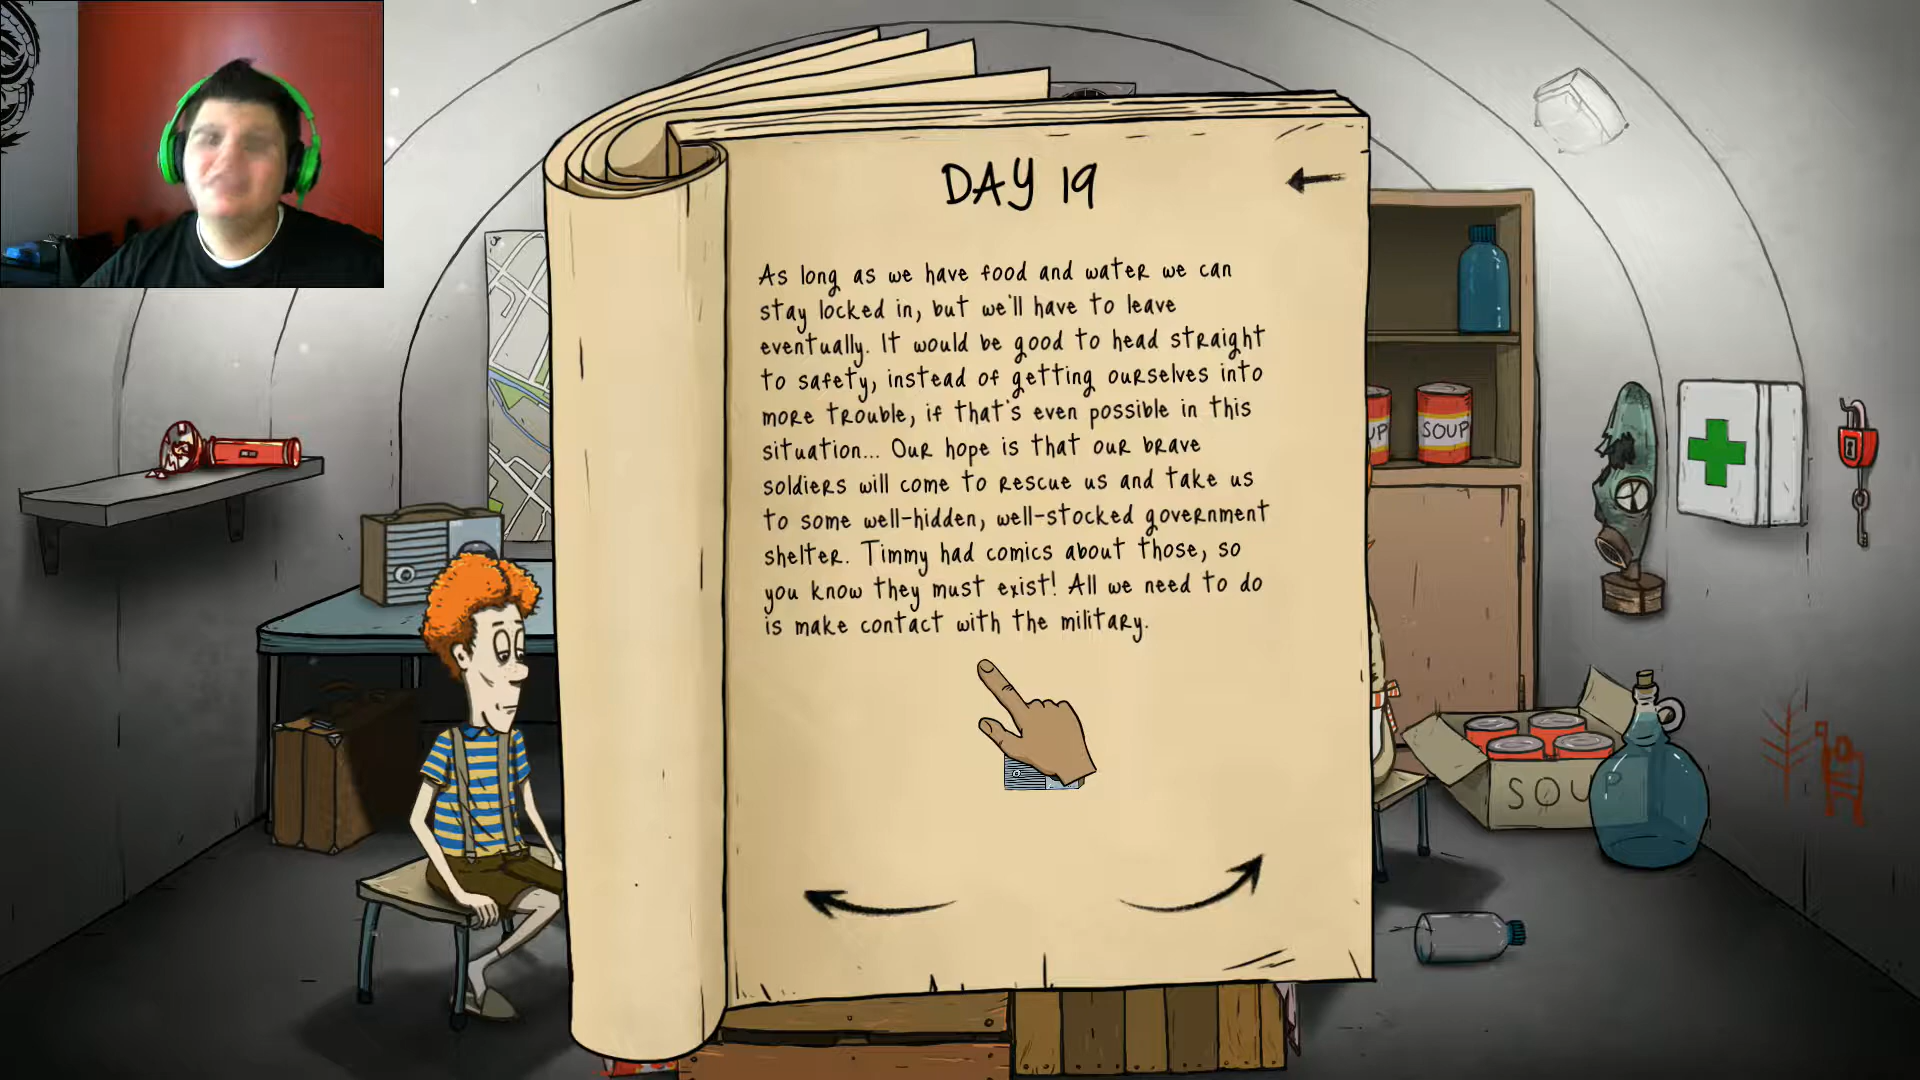 DAY 19
As long as we have food and water we can
stay locked in, but we'll have to leave
eventually. It would be good to head straight
to safety, instead of getting ourselves into
more trouble, if that's even possible in this
situation... Our hope is that our brave
soldiers will come to rescue us and take us
to some well-hidden, well-stocked government
shelter. Timmy had comics about those, so
you know they must exist! All we need to do
is make contact with the military.
UP
SOUP
SOU